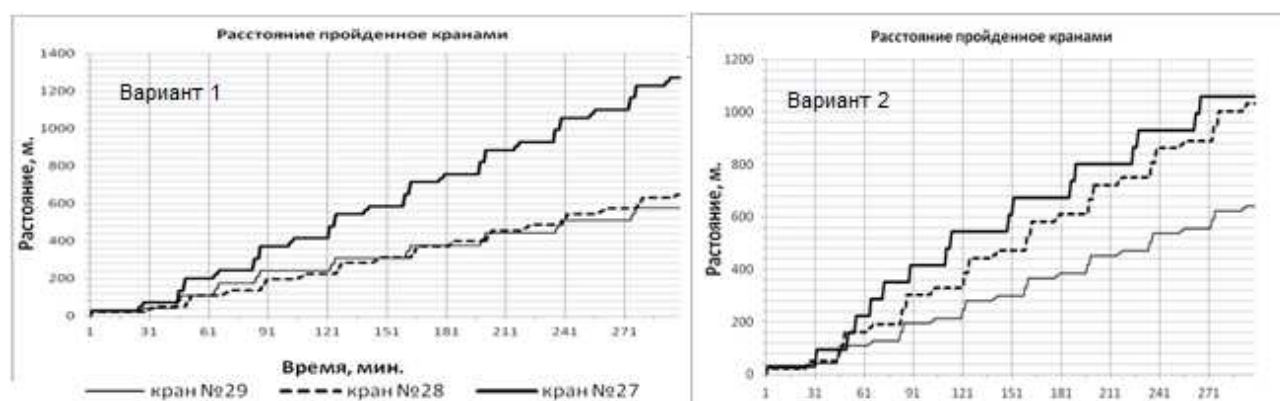 Расстояние пройденное кранами
Вариант 1
Растояние, м.
1400
1200
1000
800
600
400
200
0
1 31 61 91 121 151 181 211 241 271
Время, мин.
кран №29 кран №28 кран №27
Расстояние пройденное кранами
Вариант 2
Растояние, м.
1200
1000
800
600
400
200
0
1 31 61 91 121 151 181 211 241 271